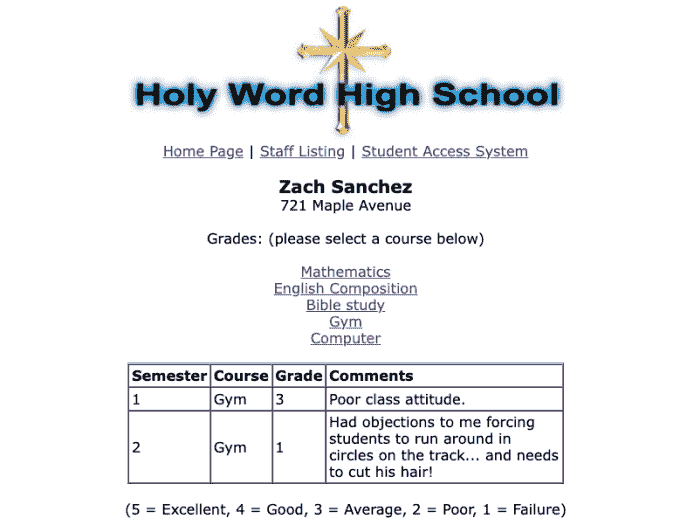 Holy Word High School
Home Page | Staff Listing | Student Access System
Zach Sanchez
721 Maple Avenue
Grades: (please select a course below)
Mathematics
English Composition
Bible study
Gym
Computer
Semester Course Grade Comments
1 Gym 3 Poor class attitude.
2 Gym 1 Had objections to me forcing
students to run around in
circles on the track... and needs
to cut his hair!
(5 = Excellent, 4 = Good, 3 = Average, 2 = Poor, 1 = Failure)